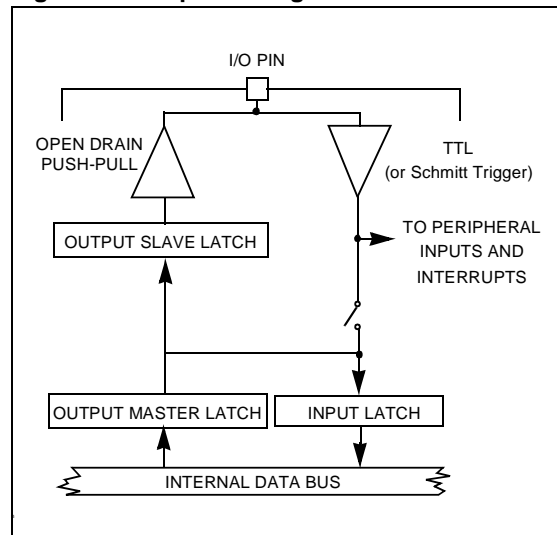 I/O PIN
OPEN DRAIN
PUSH-PULL
TTL
(or Schmitt Trigger)
OUTPUT SLAVE LATCH
TO PERIPHERAL
INPUTS AND
INTERRUPTS
OUTPUT MASTER LATCH
INPUT LATCH
INTERNAL DATA BUS